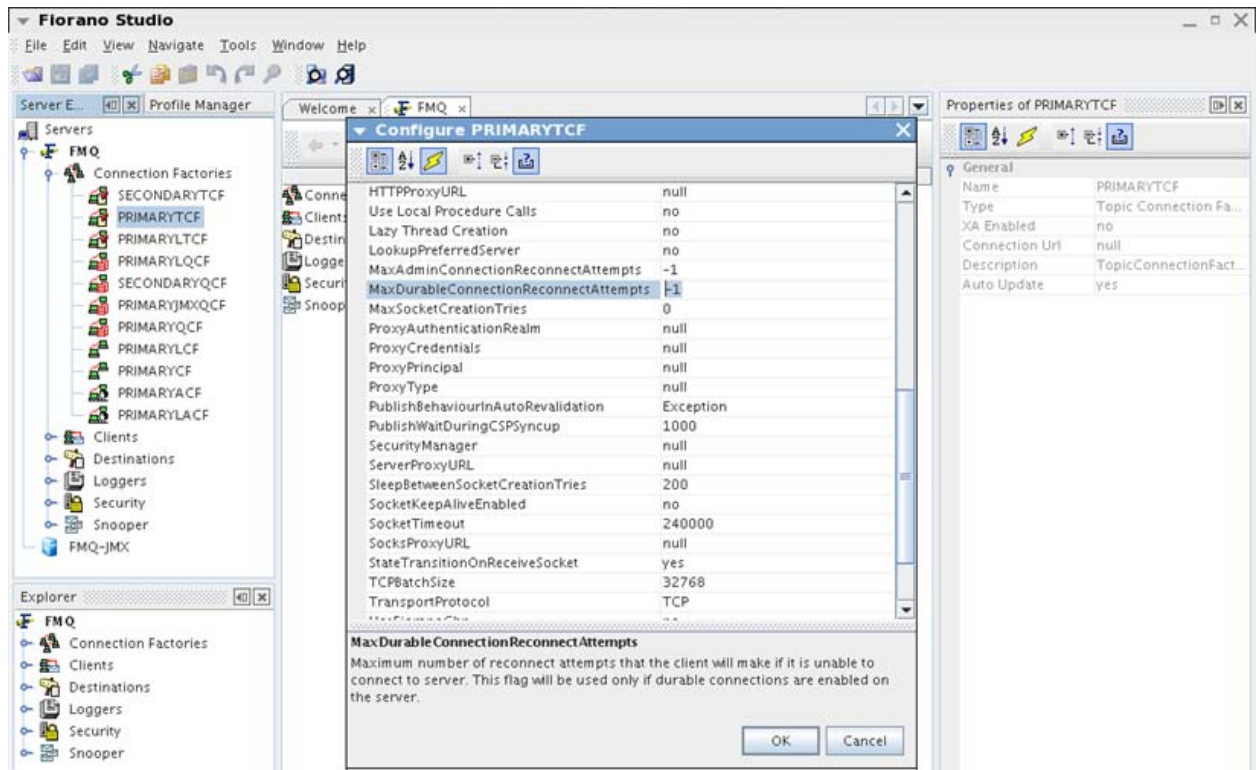 Fiorano Studio
File Edit View Navigate Tools Window Help
Server E... Profile Manager
Servers
FMQ
Connection Factories
SECONDARYTCF
PRIMARYTCF
PRIMARYLTCF
PRIMARYLQCF
SECONDARYQCF
PRIMARYJMXQCF
PRIMARYQCF
PRIMARYLCF
PRIMARYCF
PRIMARYACF
PRIMARYLACF
Clients
Destinations
Loggers
Security
Snooper
FMQ-JMX
Explorer
FMQ
Connection Factories
Clients
Destinations
Loggers
Security
Snooper
Welcome FMQ
Conne
Clients
Destin
Logge
Securi
Snoop
Configure PRIMARYTCF
HTTPProxyURL null
Use Local Procedure Calls no
Lazy Thread Creation no
LookupPreferredServer no
MaxAdminConnectionReconnectAttempts -1
MaxDurableConnectionReconnectAttempts -1
MaxSocketCreationTries 0
ProxyAuthenticationRealm null
ProxyCredentials null
ProxyPrincipal null
ProxyType null
PublishBehaviourInAutoRevalidation Exception
PublishWaitDuringCSPSyncup 1000
SecurityManager null
ServerProxyURL null
SleepBetweenSocketCreationTries 200
SocketKeepAliveEnabled no
SocketTimeout 240000
SocksProxyURL null
StateTransitionOnReceiveSocket yes
TCPBatchSize 32768
TransportProtocol TCP
MaxDurableConnectionReconnectAttempts
Maximum number of reconnect attempts that the client will make if it is unable to
connect to server. This flag will be used only if durable connections are enabled on
the server.
OK Cancel
Properties of PRIMARYTCF
General
Name PRIMARYTCF
Type Topic Connection Fa...
XA Enabled no
Connection Url null
Description TopicConnectionFact...
Auto Update yes